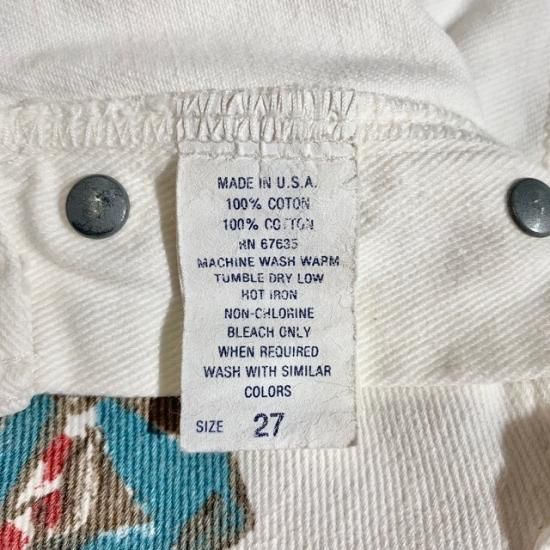 MADE IN U.S.A.
100% COTON
100% COTTON
RN 67635
MACHINE WASH WARM
TUMBLE DRY LOW
HOT IRON
NON-CHLORINE
BLEACH ONLY
WHEN REQUIRED
WASH WITH SIMILAR
COLORS
SIZE 27